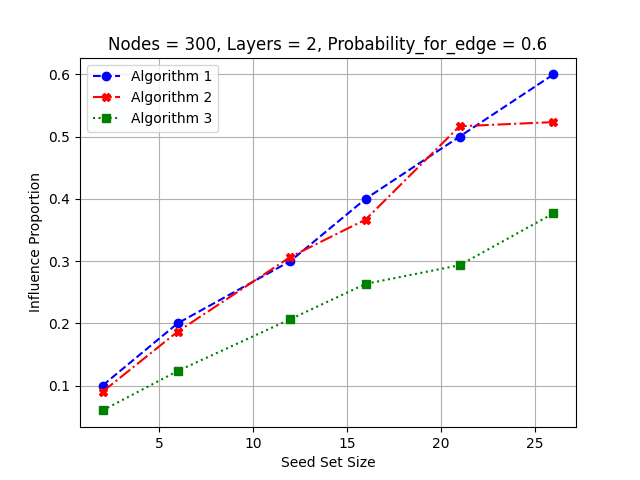 Nodes = 300, Layers = 2, Probability_for_edge = 0.6
Algorithm 1
Algorithm 2
Algorithm 3
0.6
0.5
0.4
0.3
0.2
0.1
Influence Proportion
5 10 15 20 25
Seed Set Size